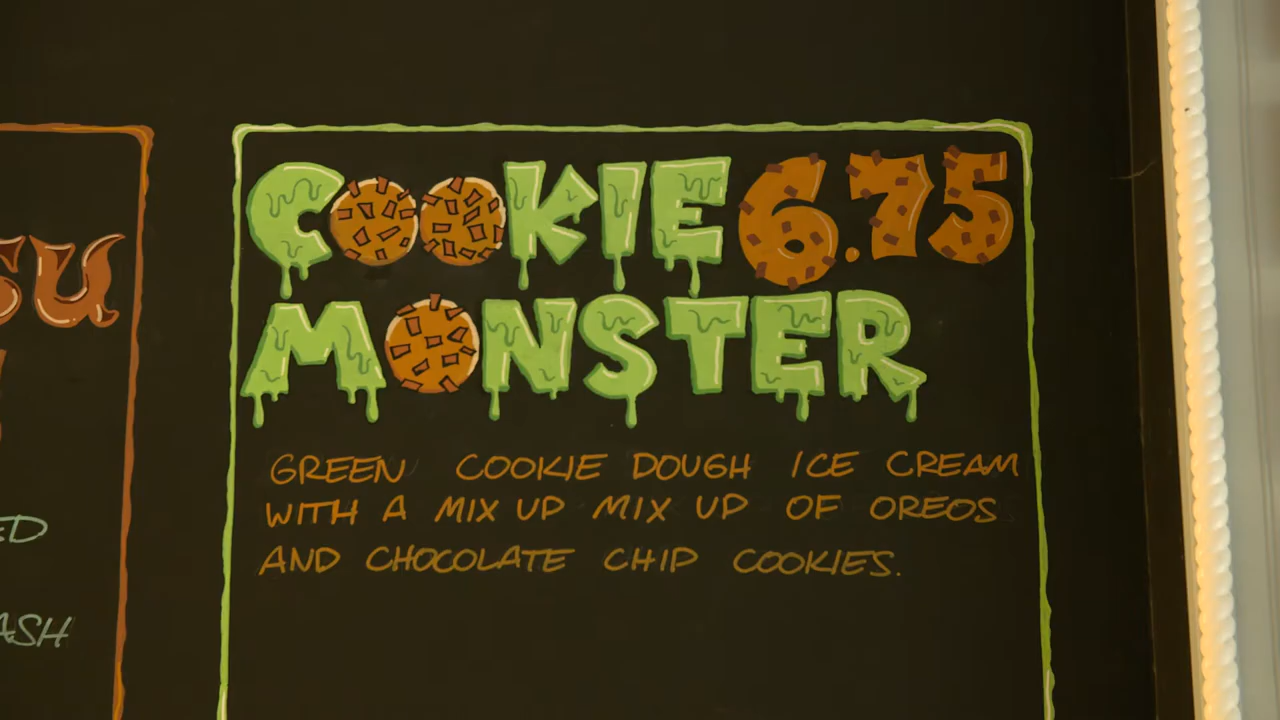 COOKIE 6.75
MONSTER
GREEN COOKIE DOUGH ICE CREAM
WITH A MIX UP MIX UP OF OREOS
AND CHOCOLATE CHIP COOKIES.